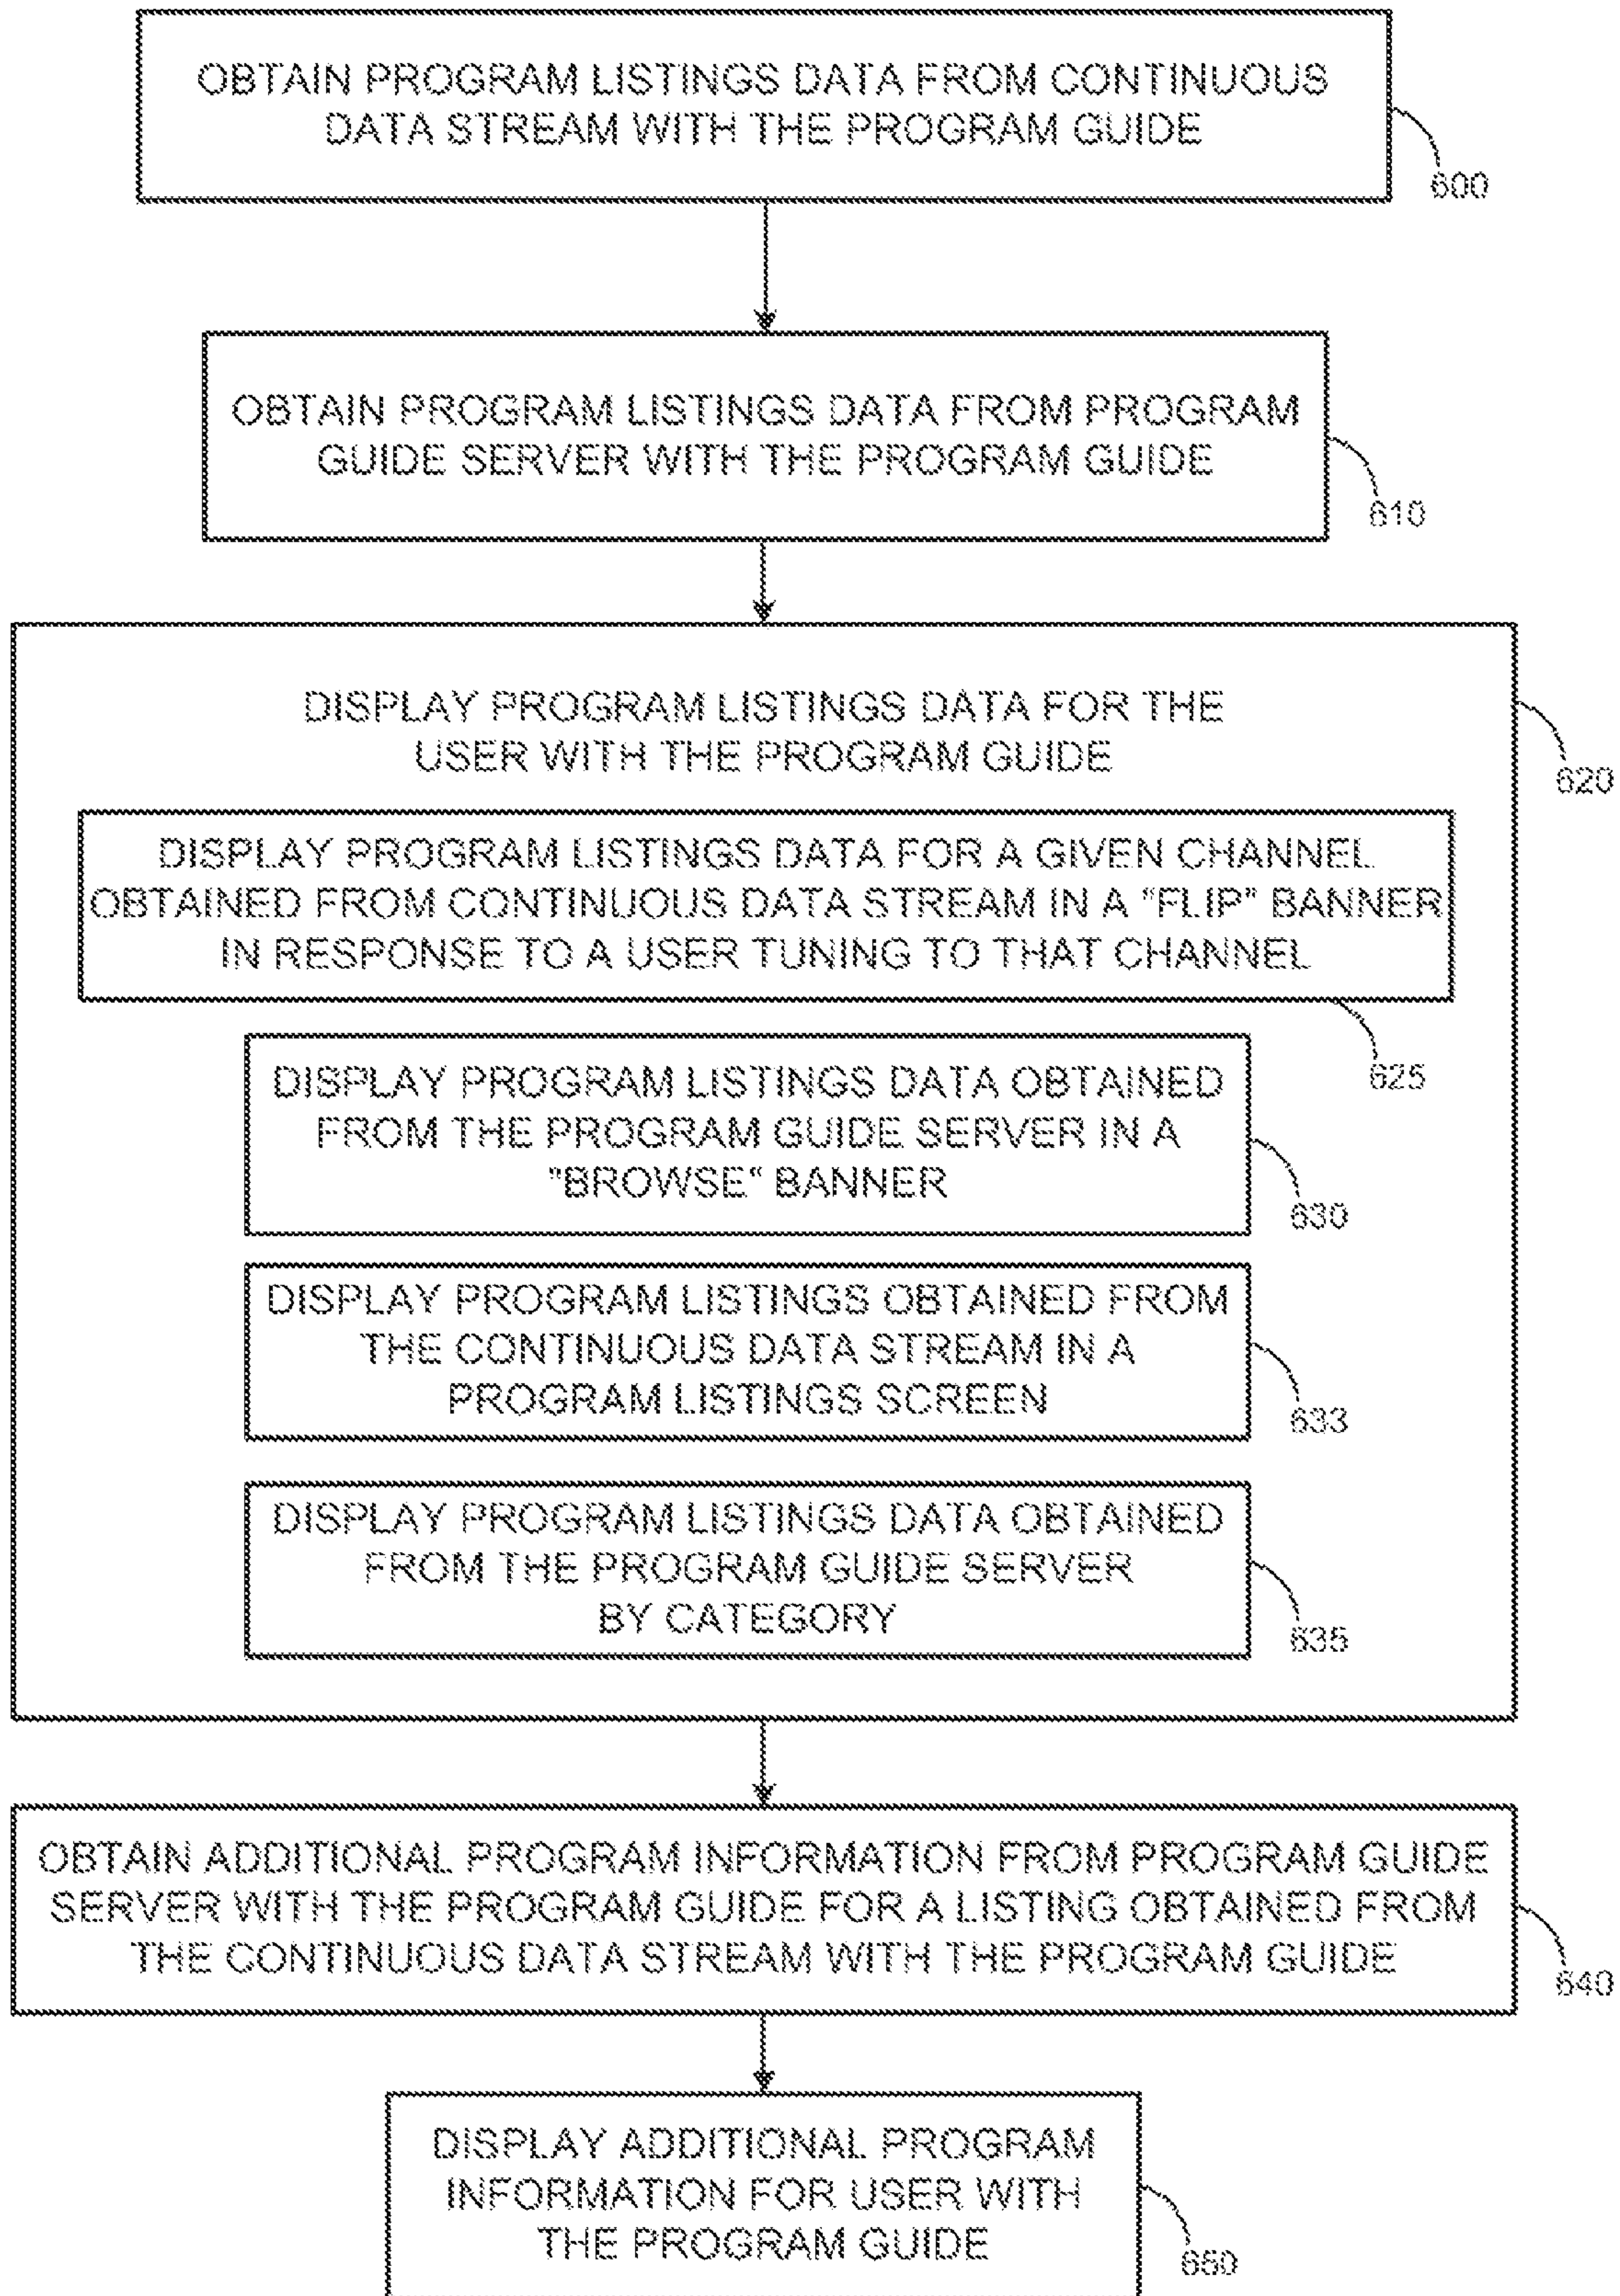 OBTAIN PROGRAM LISTINGS DATA FROM CONTINUOUS
DATA STREAM WITH THE PROGRAM GUIDE
600
OBTAIN PROGRAM LISTINGS DATA FROM PROGRAM
GUIDE SERVER WITH THE PROGRAM GUIDE
610
DISPLAY PROGRAM LISTINGS DATA FOR THE
USER WITH THE PROGRAM GUIDE
620
DISPLAY PROGRAM LISTINGS DATA FOR A GIVEN CHANNEL
OBTAINED FROM CONTINUOUS DATA STREAM IN A "FLIP" BANNER
IN RESPONSE TO A USER TUNING TO THAT CHANNEL
625
DISPLAY PROGRAM LISTINGS DATA OBTAINED
FROM THE PROGRAM GUIDE SERVER IN A
"BROWSE" BANNER
630
DISPLAY PROGRAM LISTINGS OBTAINED FROM
THE CONTINUOUS DATA STREAM IN A
PROGRAM LISTINGS SCREEN
633
DISPLAY PROGRAM LISTINGS DATA OBTAINED
FROM THE PROGRAM GUIDE SERVER
BY CATEGORY
635
OBTAIN ADDITIONAL PROGRAM INFORMATION FROM PROGRAM GUIDE
SERVER WITH THE PROGRAM GUIDE FOR A LISTING OBTAINED FROM
THE CONTINUOUS DATA STREAM WITH THE PROGRAM GUIDE
640
DISPLAY ADDITIONAL PROGRAM
INFORMATION FOR USER WITH
THE PROGRAM GUIDE
650